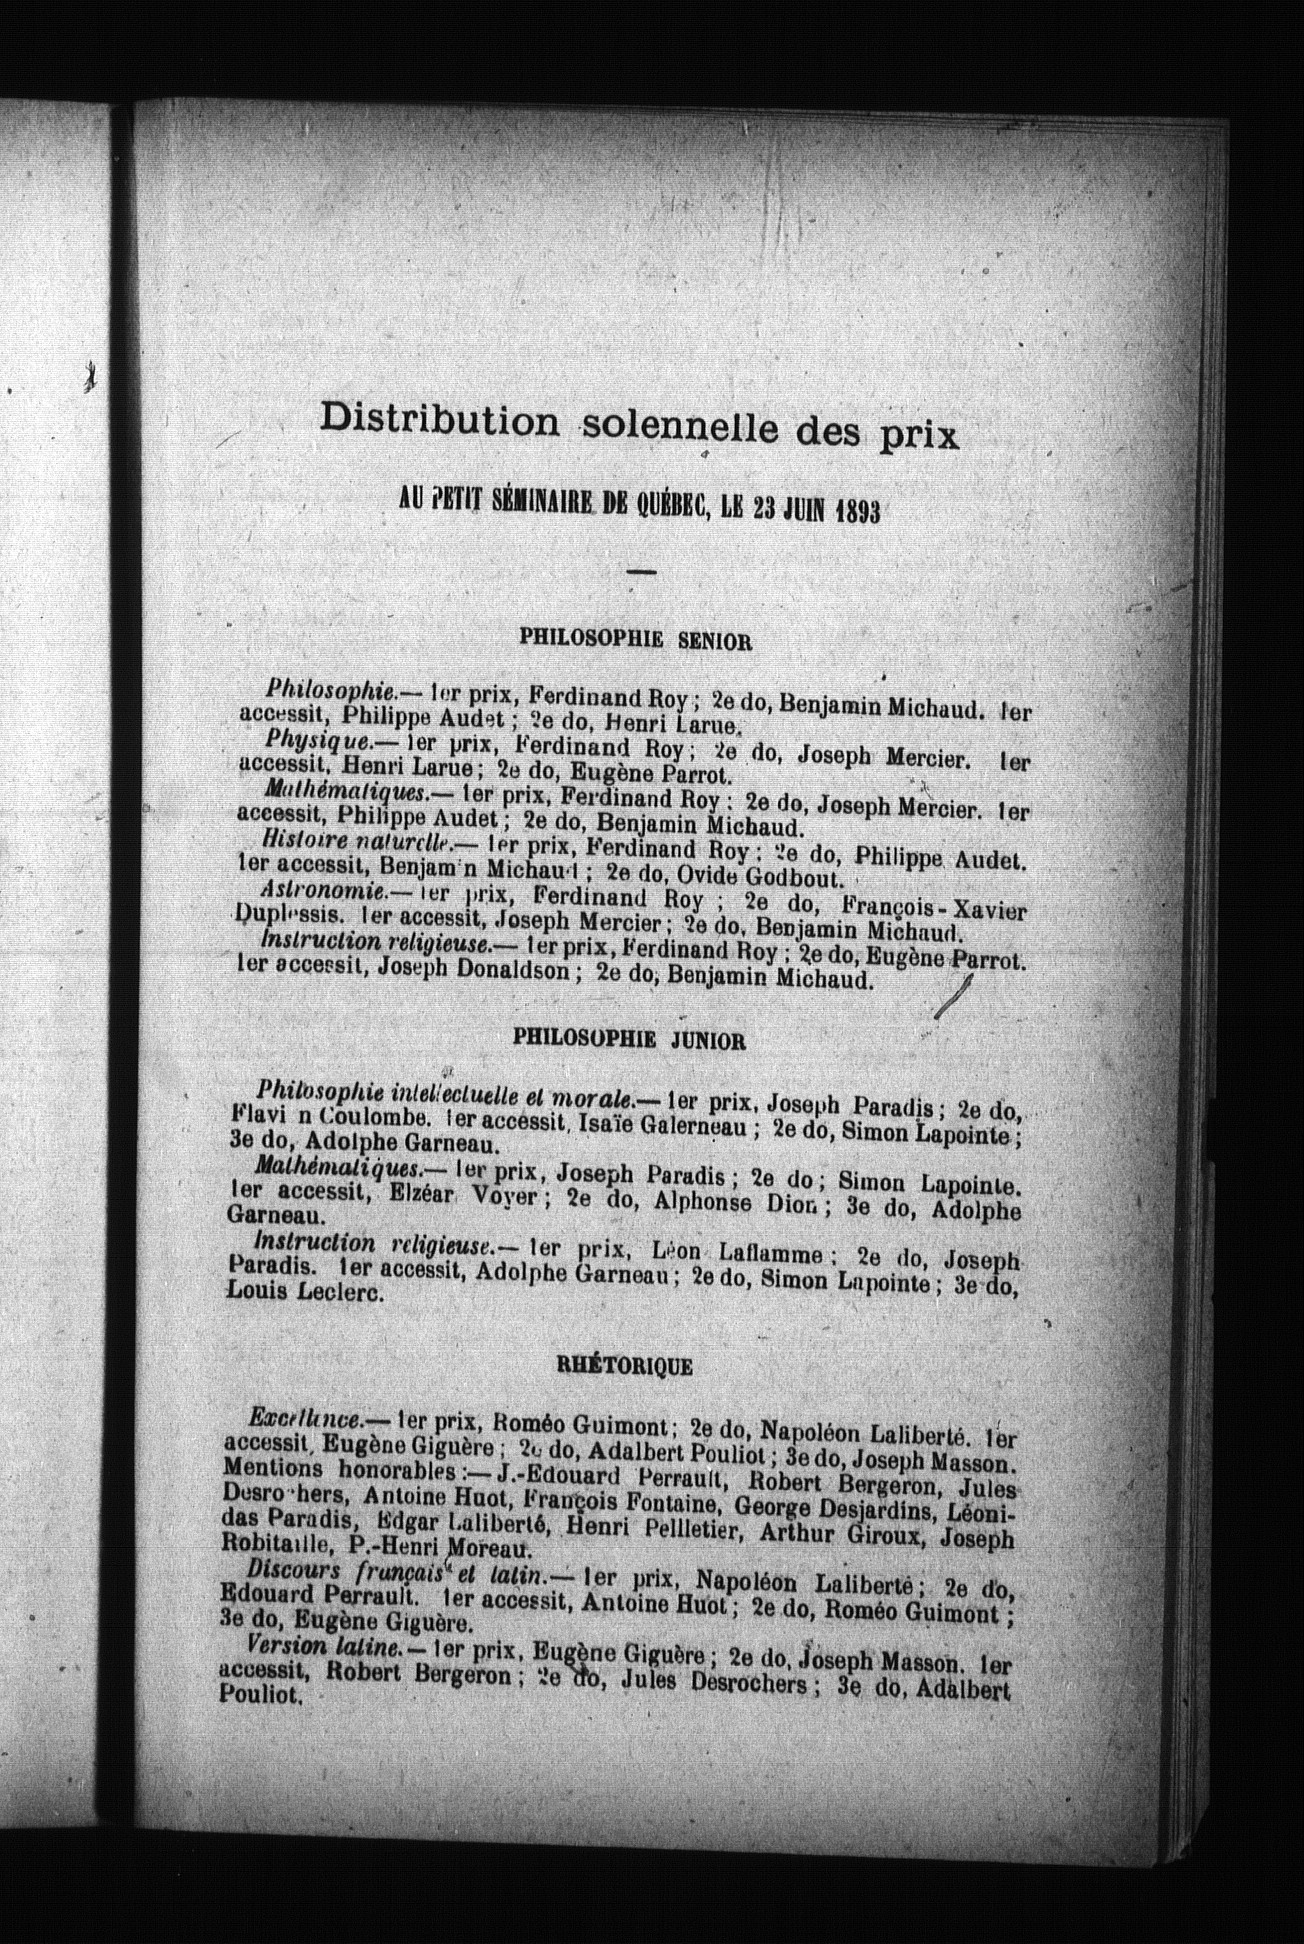 Distribution solennelle des prix
AU PETIT SÉMINAIRE DE QUÉBEC, LE 23 JUIN 1893
PHILOSOPHIE SENIOR
Philosophie.— 1er prix, Ferdinand Roy ; 2e do, Benjamin Michaud. 1er
accessit, Philippe Audet ; 2e do, Henri Larue.
Physique.— 1er prix, Ferdinand Roy ; 2e do, Joseph Mercier. 1er
accessit, Henri Larue ; 2e do, Eugène Parrot.
Mathématiques.— 1er prix, Ferdinand Roy ; 2e do, Joseph Mercier. 1er
accessit, Philippe Audet ; 2e do, Benjamin Michaud.
Histoire naturelle.— 1er prix, Ferdinand Roy ; 2e do, Philippe Audet.
1er accessit, Benjamin Michaud ; 2e do, Ovide Godbout.
Astronomie.— 1er prix, Ferdinand Roy ; 2e do, François-Xavier
Duplessis. 1er accessit, Joseph Mercier ; 2e do, Benjamin Michaud.
Instruction religieuse.— 1er prix, Ferdinand Roy ; 2e do, Eugène Parrot.
1er accessit, Joseph Donaldson ; 2e do, Benjamin Michaud.
PHILOSOPHIE JUNIOR
Philosophie intellectuelle et morale.— 1er prix, Joseph Paradis ; 2e do,
Flavi n Coulombe. 1er accessit, Isaïe Galerneau ; 2e do, Simon Lapointe ;
3e do, Adolphe Garneau.
Mathématiques.— 1er prix, Joseph Paradis ; 2e do ; Simon Lapointe.
1er accessit, Elzéar Voyer ; 2e do, Alphonse Dion ; 3e do, Adolphe
Garneau.
Instruction religieuse.— 1er prix, Léon Laflamme ; 2e do, Joseph
Paradis. 1er accessit, Adolphe Garneau ; 2e do, Simon Lapointe ; 3e do,
Louis Leclerc.
RHÉTORIQUE
Excellence.— 1er prix, Roméo Guimont ; 2e do, Napoléon Laliberté. 1er
accessit, Eugène Giguère ; 2e do, Adalbert Pouliot ; 3e do, Joseph Masson.
Mentions honorables :— J.-Edouard Perrault, Robert Bergeron, Jules
Desrochers, Antoine Huot, François Fontaine, George Desjardins, Léoni-
das Paradis, Edgar Laliberté, Henri Pellletier, Arthur Giroux, Joseph
Robitaille, P.-Henri Moreau.
Discours français et latin.— 1er prix, Napoléon Laliberté ; 2e do,
Edouard Perrault. 1er accessit, Antoine Huot ; 2e do, Roméo Guimont ;
3e do, Eugène Giguère.
Version latine.— 1er prix, Eugène Giguère ; 2e do, Joseph Masson. 1er
accessit, Robert Bergeron ; 2e do, Jules Desrochers ; 3e do, Adalbert
Pouliot.